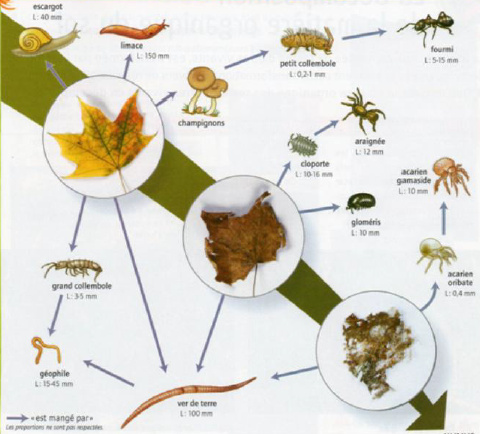 escargot
L: 40 mm
limace
L: 150 mm
champignons
petit collembole
L: 0,2-1 mm
fourmi
L: 5-15 mm
araignée
L: 12 mm
cloporte
L: 10-16 mm
gloméris
L: 10 mm
acarien
gamaside
L: 10 mm
acarien
oribate
L: 0,4 mm
grand collembole
L: 3-5 mm
géophile
L: 15-45 mm
ver de terre
L: 100 mm
«est mangé par»
Les proportions ne sont pas respectées.